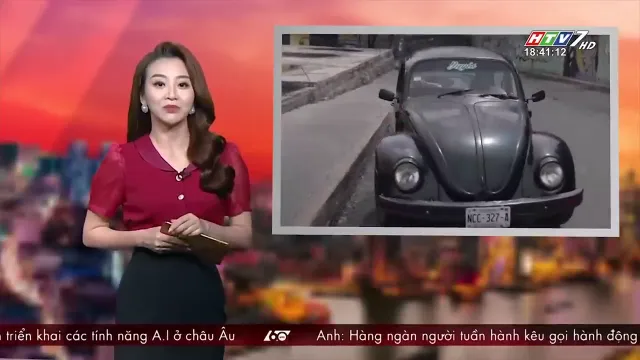 HTV7 HD
18:41:12
NCC-327-A
n triển khai các tính năng A.I ở châu Âu
60
Anh: Hàng ngàn người tuần hành kêu gọi hành động